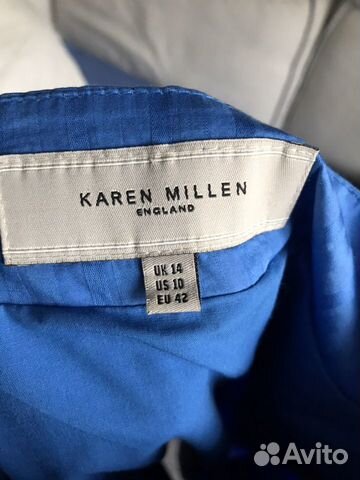 KAREN MILLEN
ENGLAND
UK 14
US 10
EU 42
Avito